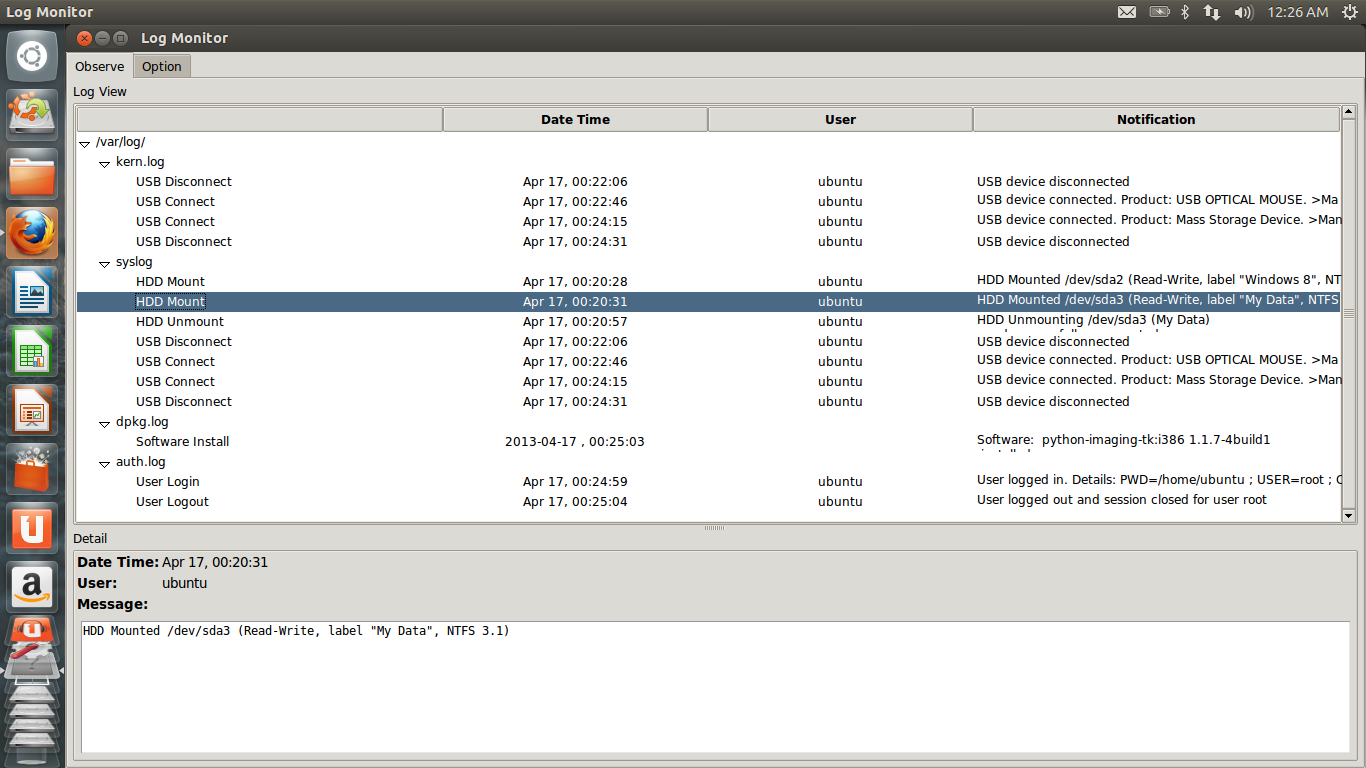 Log Monitor 12:26 AM
Log Monitor
Observe Option
Log View
Date Time User Notification
/var/log/
kern.log
USB Disconnect Apr 17, 00:22:06 ubuntu USB device disconnected
USB Connect Apr 17, 00:22:46 ubuntu USB device connected. Product: USB OPTICAL MOUSE. >Ma
USB Connect Apr 17, 00:24:15 ubuntu USB device connected. Product: Mass Storage Device. >Man
USB Disconnect Apr 17, 00:24:31 ubuntu USB device disconnected
syslog
HDD Mount Apr 17, 00:20:28 ubuntu HDD Mounted /dev/sda2 (Read-Write, label "Windows 8", NT
HDD Mount Apr 17, 00:20:31 ubuntu HDD Mounted /dev/sda3 (Read-Write, label "My Data", NTFS
HDD Unmount Apr 17, 00:20:57 ubuntu HDD Unmounting /dev/sda3 (My Data)
USB Disconnect Apr 17, 00:22:06 ubuntu USB device disconnected
USB Connect Apr 17, 00:22:46 ubuntu USB device connected. Product: USB OPTICAL MOUSE. >Ma
USB Connect Apr 17, 00:24:15 ubuntu USB device connected. Product: Mass Storage Device. >Man
USB Disconnect Apr 17, 00:24:31 ubuntu USB device disconnected
dpkg.log
Software Install 2013-04-17 , 00:25:03 Software: python-imaging-tk:i386 1.1.7-4build1
auth.log
User Login Apr 17, 00:24:59 ubuntu User logged in. Details: PWD=/home/ubuntu ; USER=root ; C
User Logout Apr 17, 00:25:04 ubuntu User logged out and session closed for user root
Detail
Date Time: Apr 17, 00:20:31
User: ubuntu
Message:
HDD Mounted /dev/sda3 (Read-Write, label "My Data", NTFS 3.1)